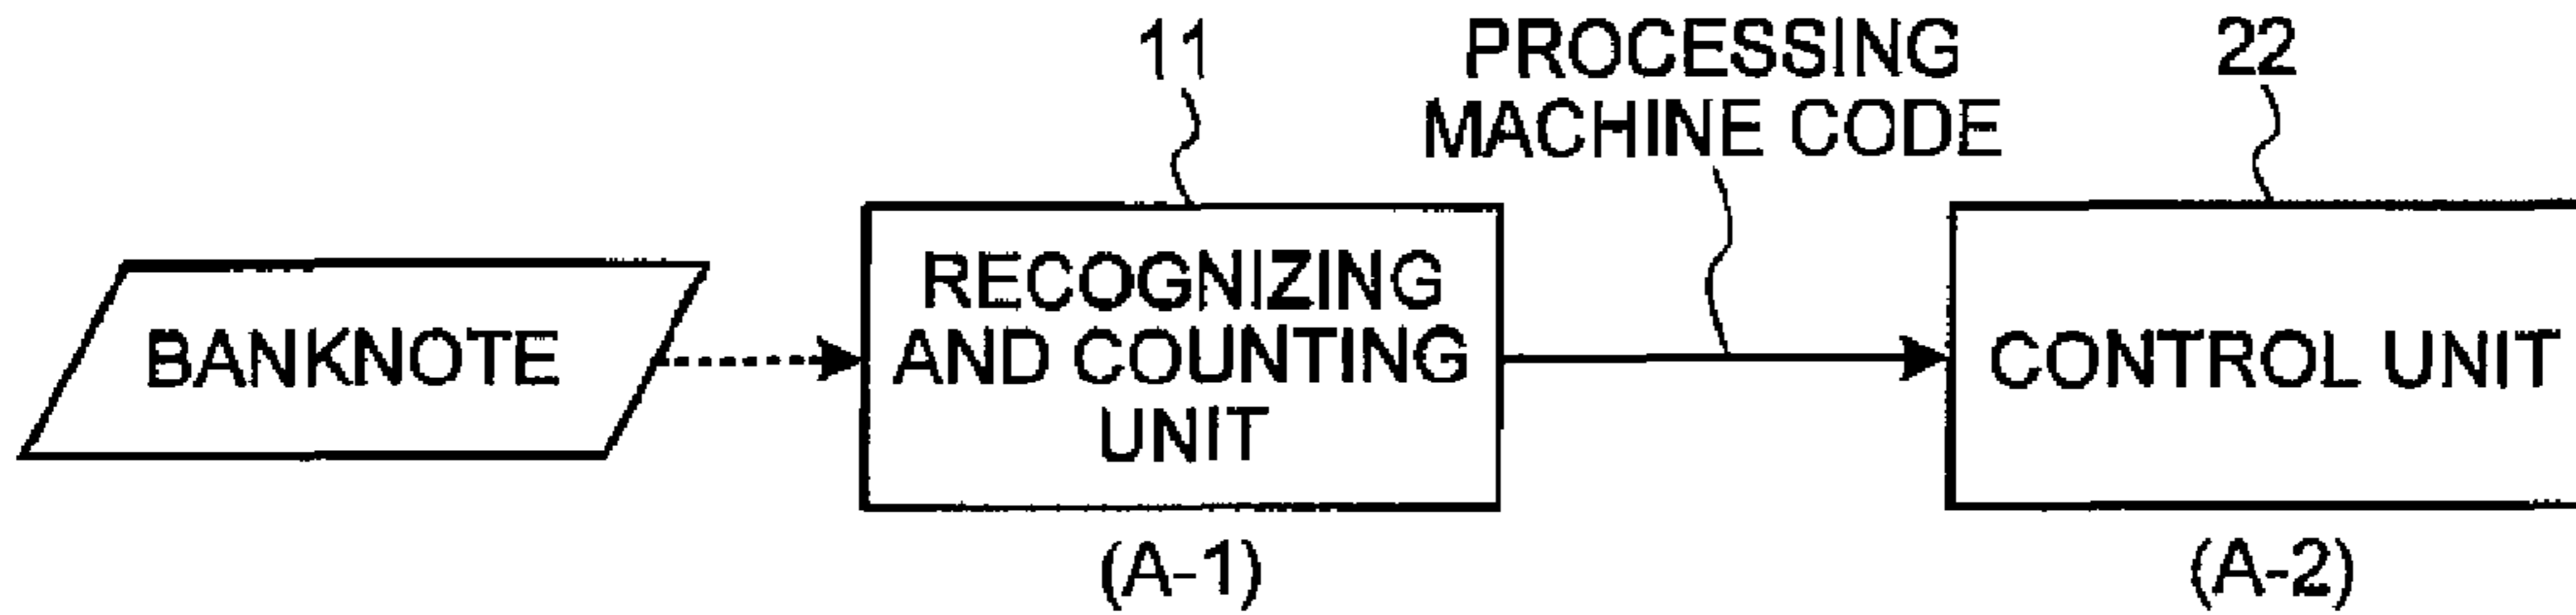 11
PROCESSING
MACHINE CODE
22
BANKNOTE
RECOGNIZING
AND COUNTING
UNIT
CONTROL UNIT
(A-1)
(A-2)